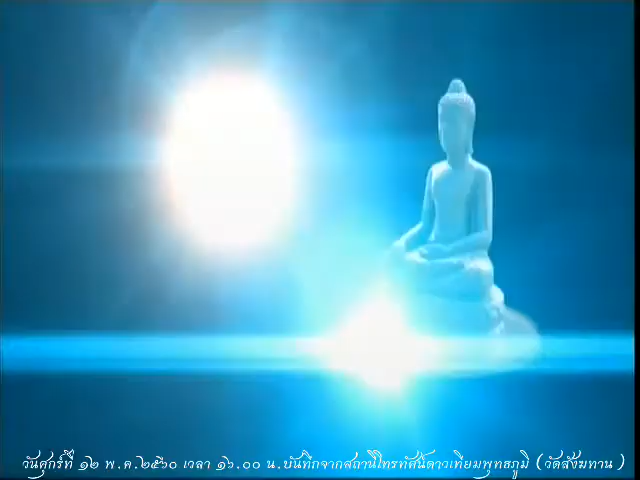 วันศุกร์ที่ ๑๒ พ.ค.๒๕๖๐ เวลา ๑๖.๐๐ น.บันทึกจากสถานีโทรทัศน์ดาวเทียมพุทธภูมิ (วัดสังฆทาน )